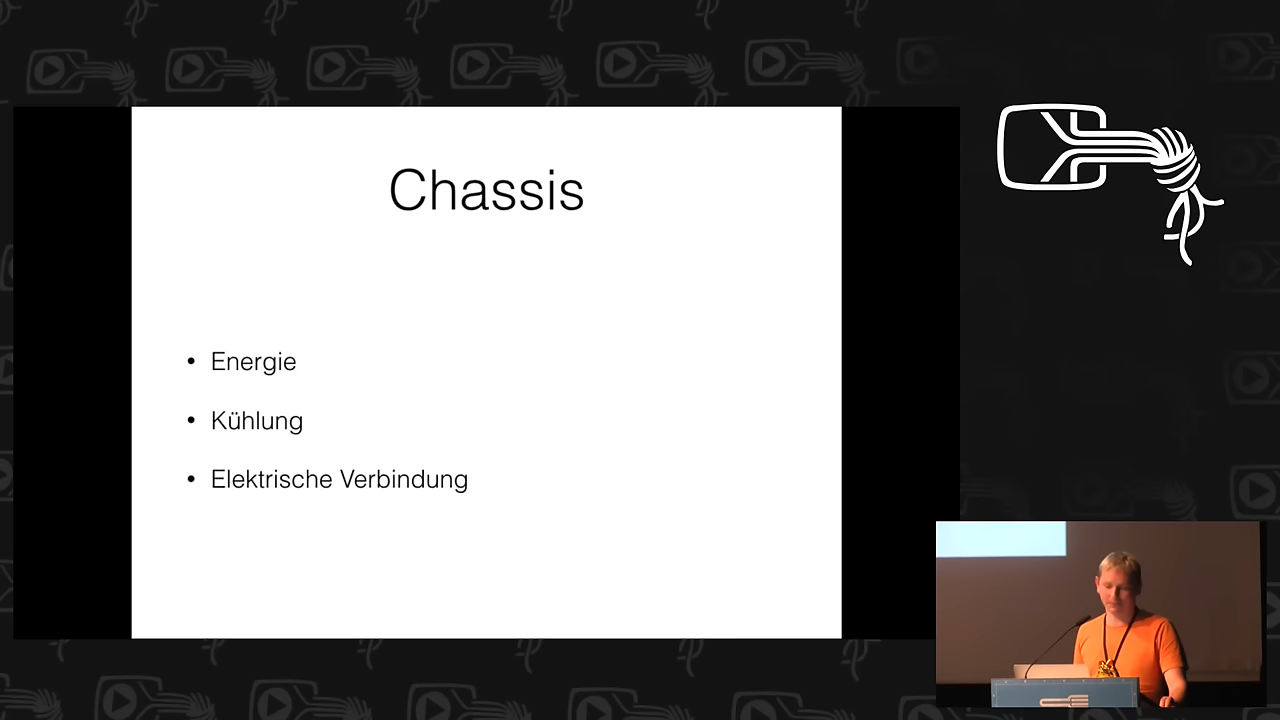 Chassis
• Energie
• Kühlung
• Elektrische Verbindung